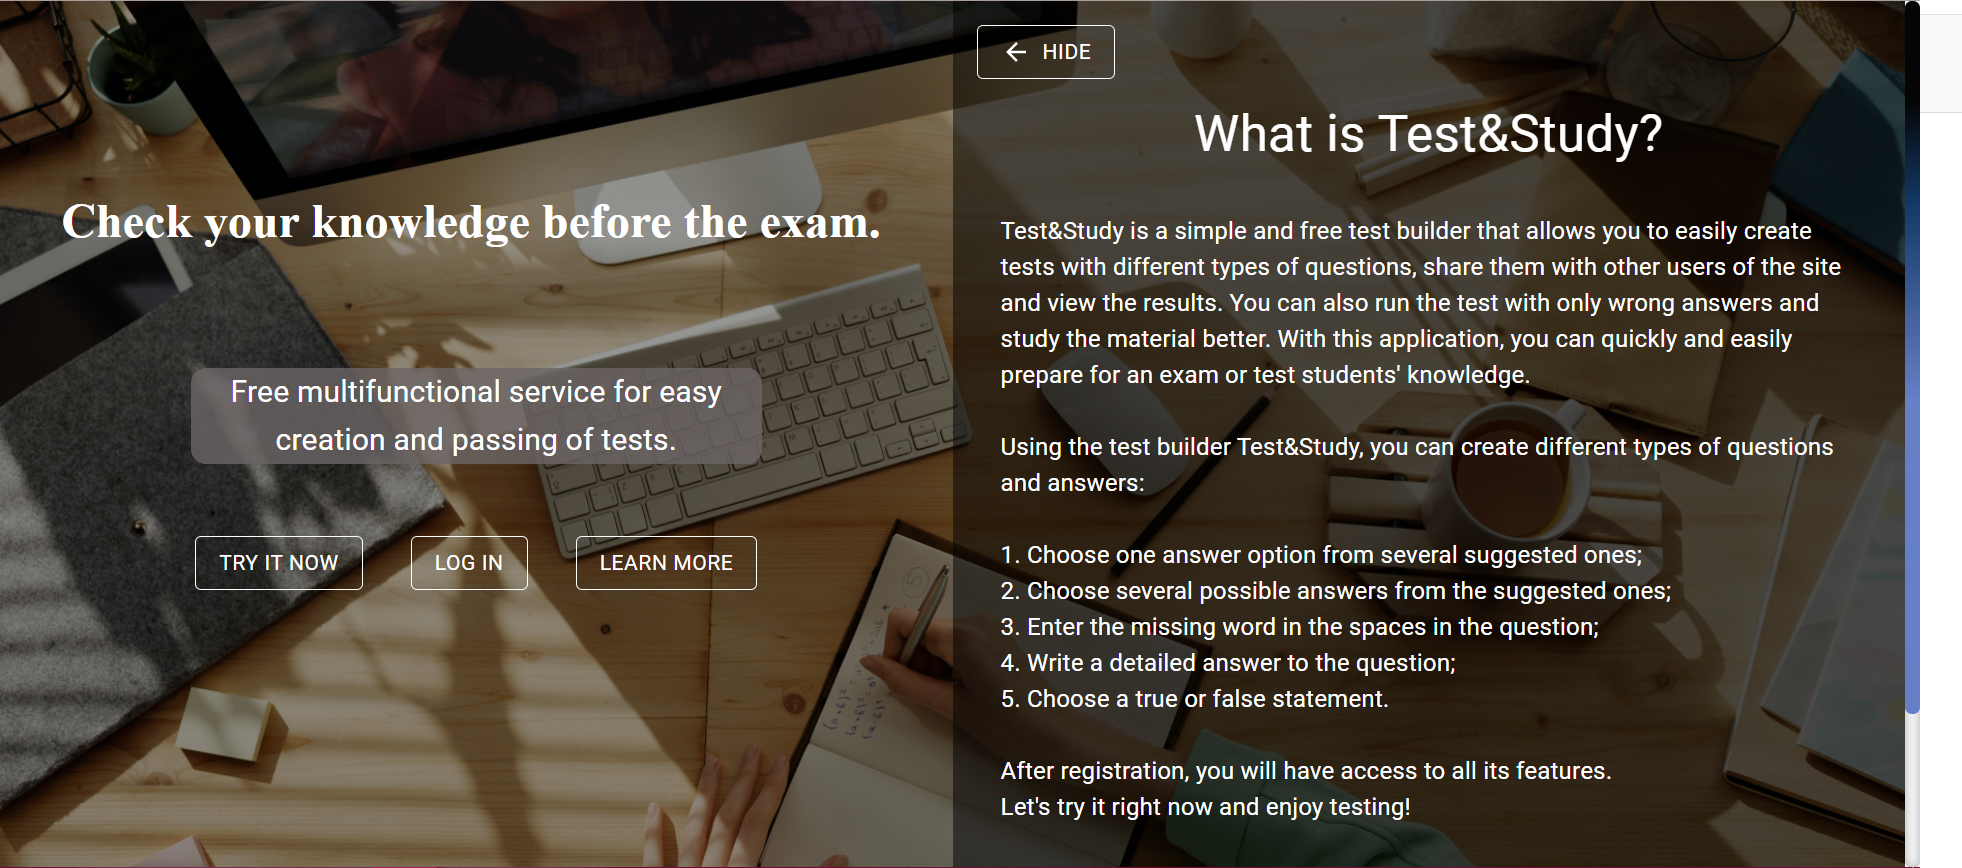 Check your knowledge before the exam.
Free multifunctional service for easy
creation and passing of tests.
TRY IT NOW
LOG IN
LEARN MORE
HIDE
What is Test&Study?
Test&Study is a simple and free test builder that allows you to easily create
tests with different types of questions, share them with other users of the site
and view the results. You can also run the test with only wrong answers and
study the material better. With this application, you can quickly and easily
prepare for an exam or test students' knowledge.
Using the test builder Test&Study, you can create different types of questions
and answers:
1. Choose one answer option from several suggested ones;
2. Choose several possible answers from the suggested ones;
3. Enter the missing word in the spaces in the question;
4. Write a detailed answer to the question;
5. Choose a true or false statement.
After registration, you will have access to all its features.
Let's try it right now and enjoy testing!